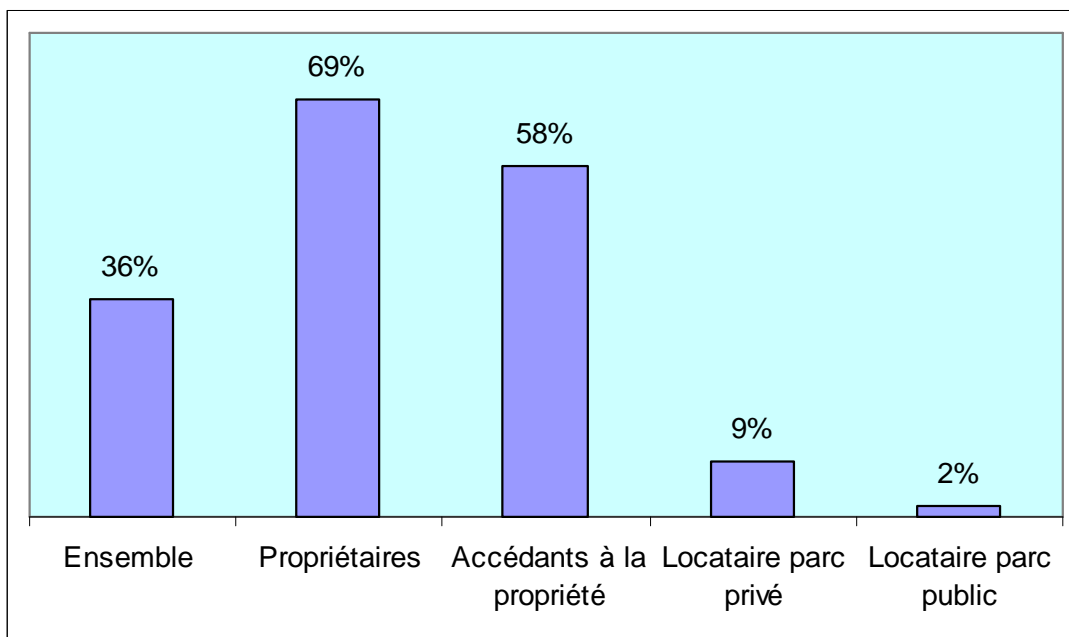 69%
58%
36%
9%
2%
Ensemble
Propriétaires
Accédants à la
propriété
Locataire parc
privé
Locataire parc
public